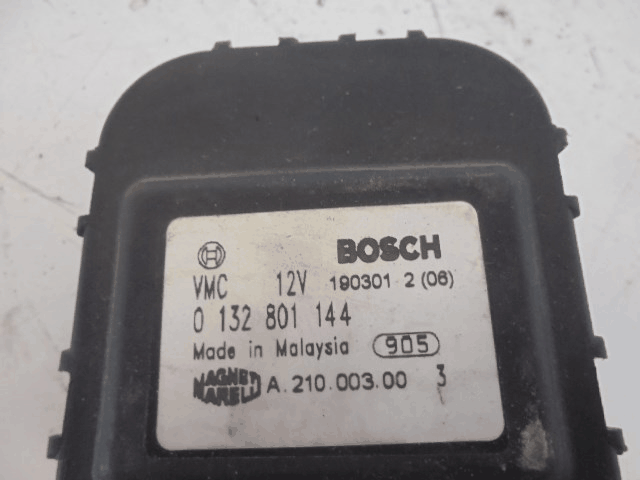 BOSCH
VMC 12V 190301 2 (06)
0 132 801 144
Made in Malaysia 905
MAGNETI MARELLI A.210.003.00 3